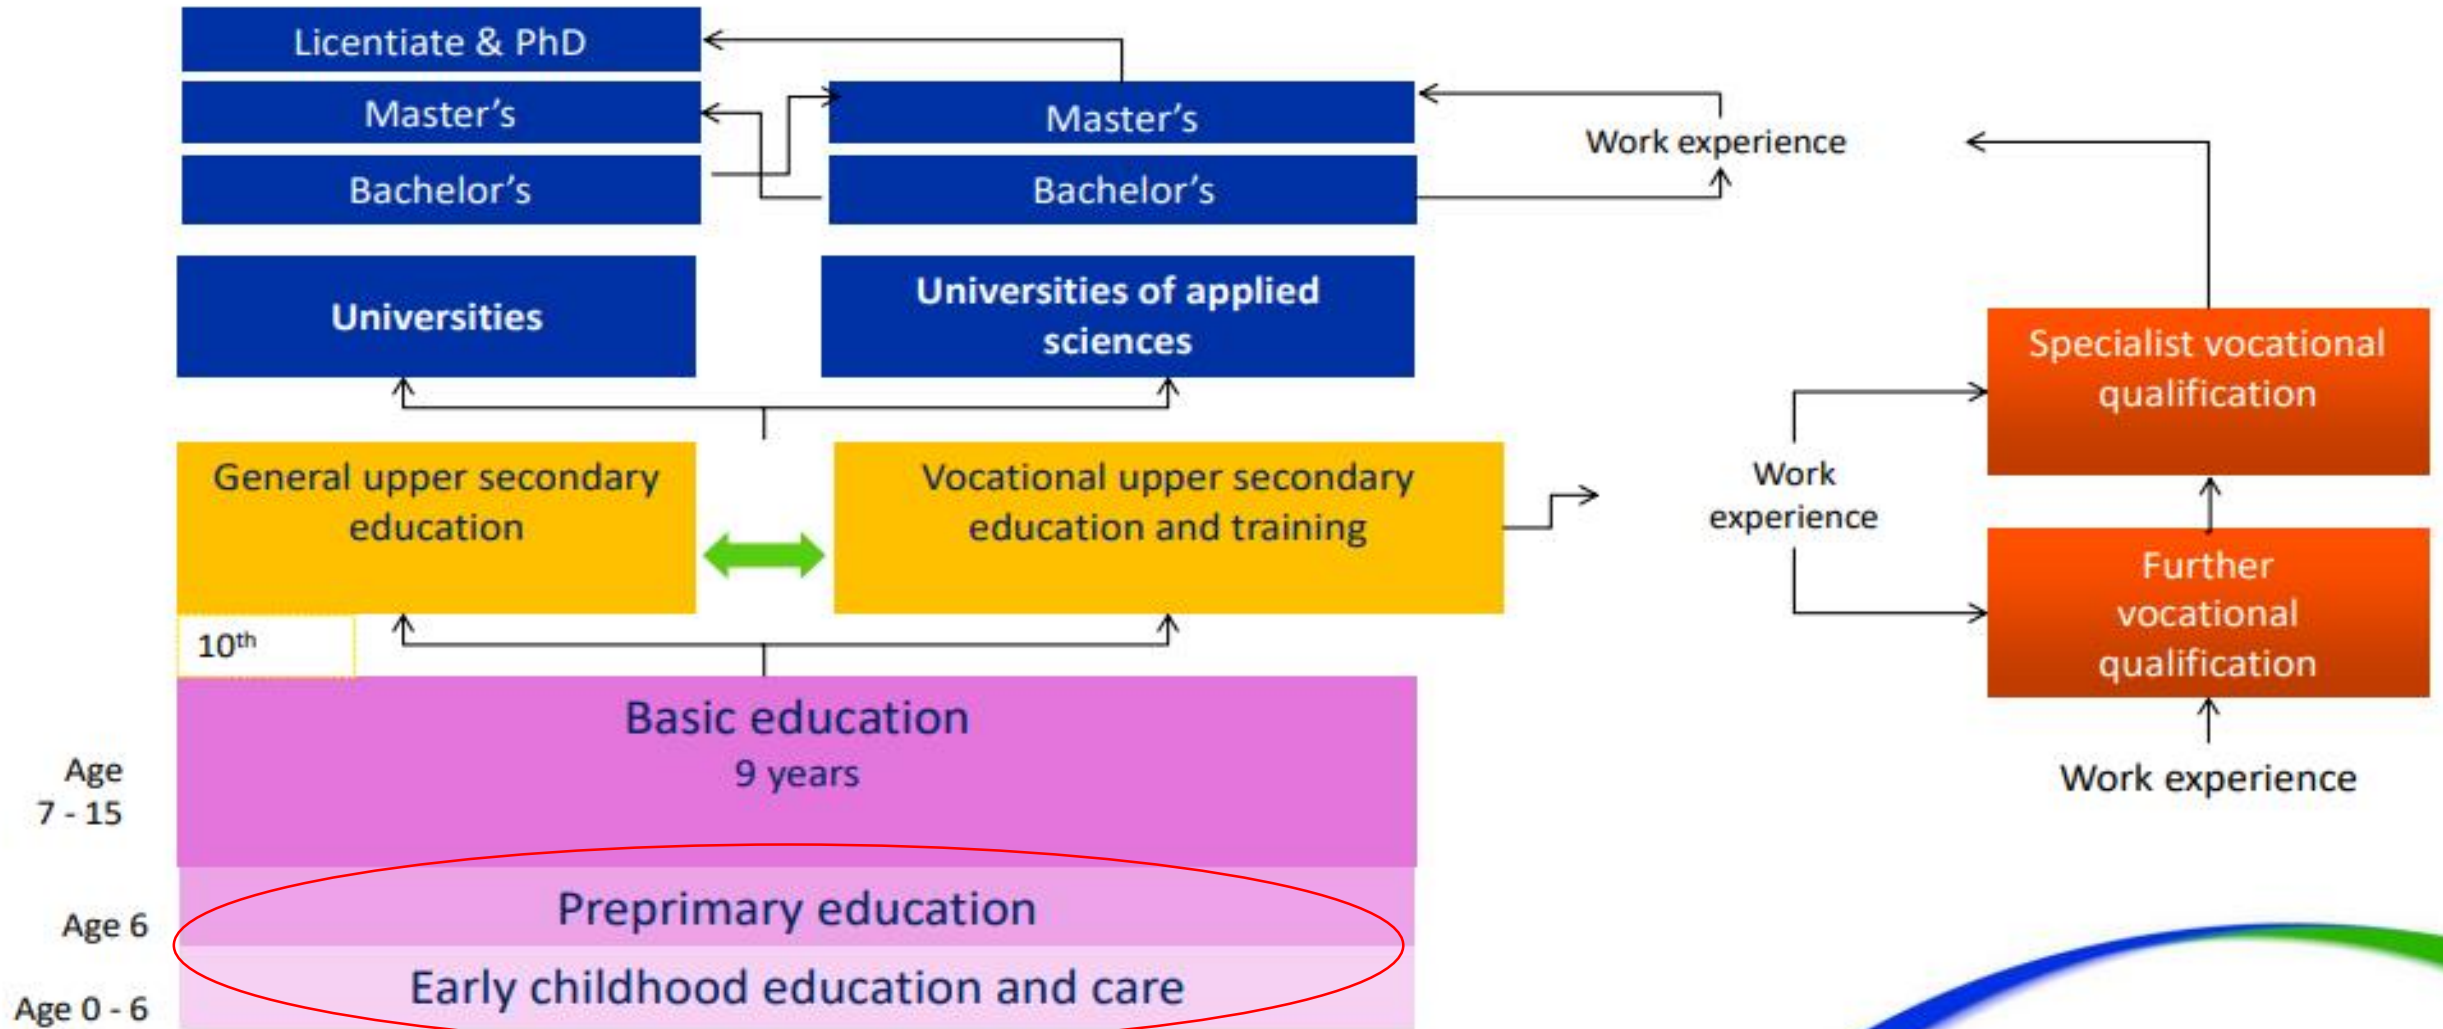 Licentiate & PhD
Master's
Bachelor's
Master's
Bachelor's
Work experience
Universities
Universities of applied
sciences
Specialist vocational
qualification
General upper secondary
education
Vocational upper secondary
education and training
Work
experience
Further
vocational
qualification
10th
Basic education
9 years
Age
7 - 15
Work experience
Preprimary education
Age 6
Early childhood education and care
Age 0 - 6